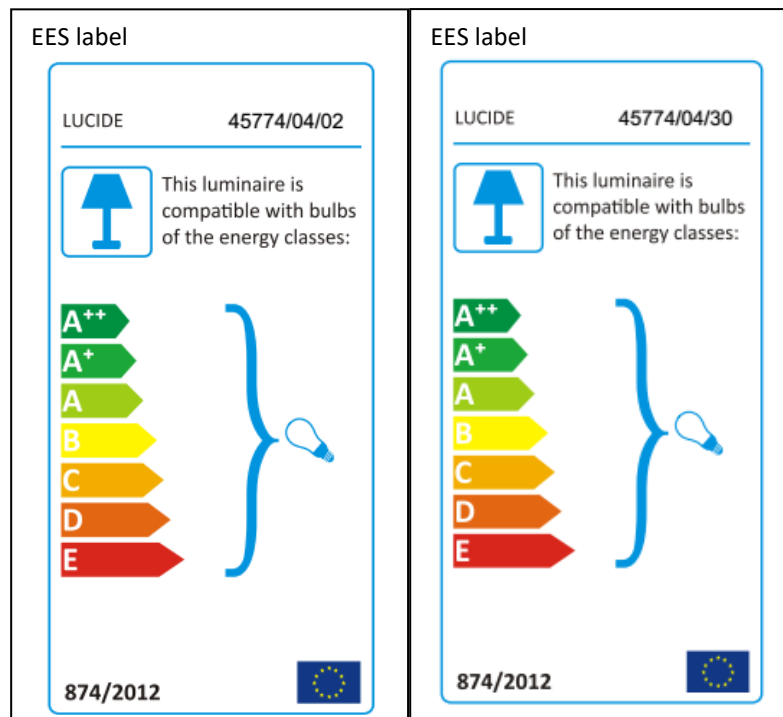 EES label
LUCIDE 45774/04/02
This luminaire is
compatible with bulbs
of the energy classes:
A++
A+
A
B
C
D
E
874/2012
EES label
LUCIDE 45774/04/30
This luminaire is
compatible with bulbs
of the energy classes:
A++
A+
A
B
C
D
E
874/2012